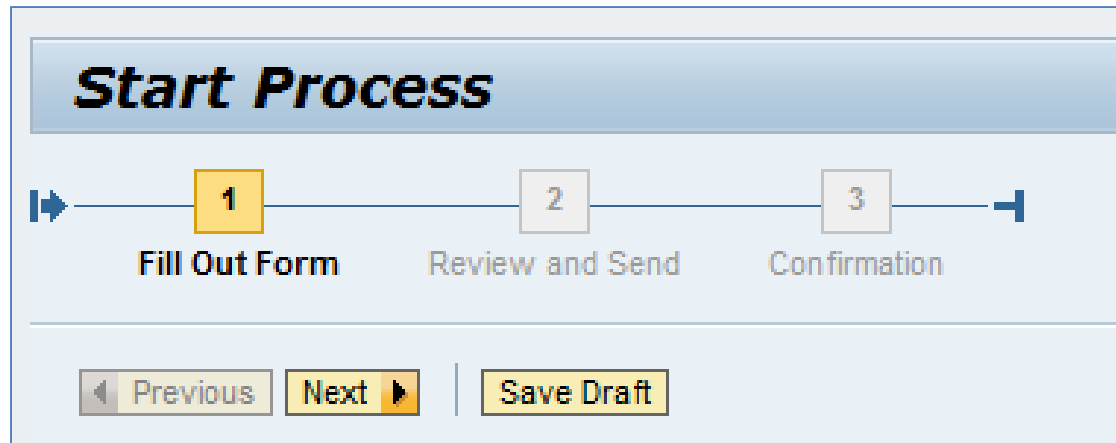 Start Process
1 2 3
Fill Out Form Review and Send Confirmation
Previous Next Save Draft